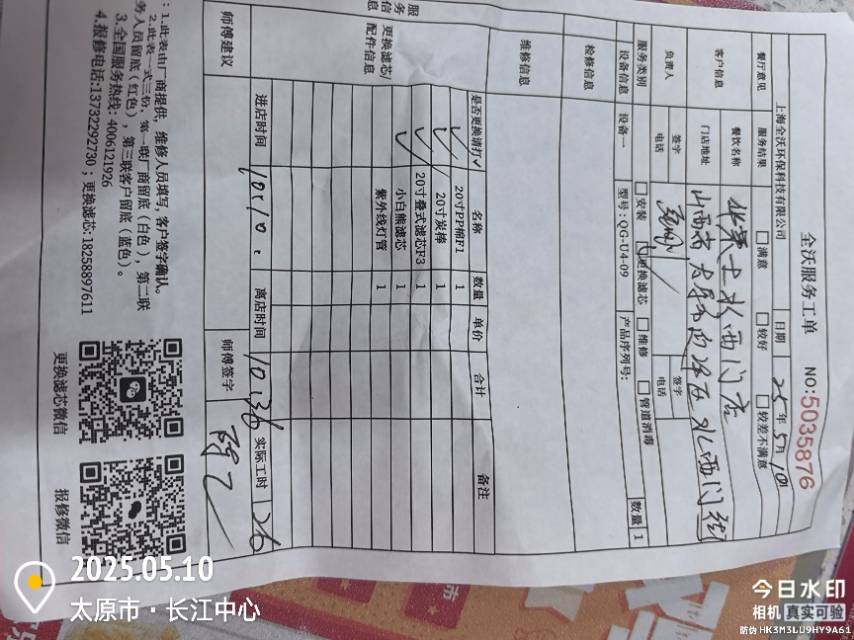 全沃服务工单
NO:5035876
上海全沃环保科技有限公司 日期 25年5月10日
餐厅意见 服务结果 满意 较好 较差不满意
客户信息 餐饮名称 水西门店
门店地址 山西省太原市 水西门街
负责人 签字 签字
电话 电话
服务类别 安装 更换滤芯 维修 管道消毒
设备信息 设备一 型号:QG-U4-09 产品序列号: 数量 1
检修信息
维修信息
服务信息
更换滤芯/配件信息
是否更换请打✓ 名称 数量 单价 合计 备注
✓ 20寸PP棉F1 1
✓ 20寸炭棒 1
✓ 20寸叠式滤芯F3 1
✓ 小白熊滤芯 1
紫外线灯管 1
进店时间 10:10 离店时间 10:36 实际工时 26
师傅建议 师傅签字
:1.此表由厂商提供,维修人员填写,客户签字确认。
2.此表一式三份,第一联厂商留底(白色),第二联
务人员留底(红色),第三联客户留底(蓝色)。
3.全国服务热线:4006121926
4.报修电话:13732292730;更换滤芯:18258897611
更换滤芯微信
报修微信
2025.05.10
太原市·长江中心
今日水印
相机 真实可验
防伪 HK3M3LU9HY9A61